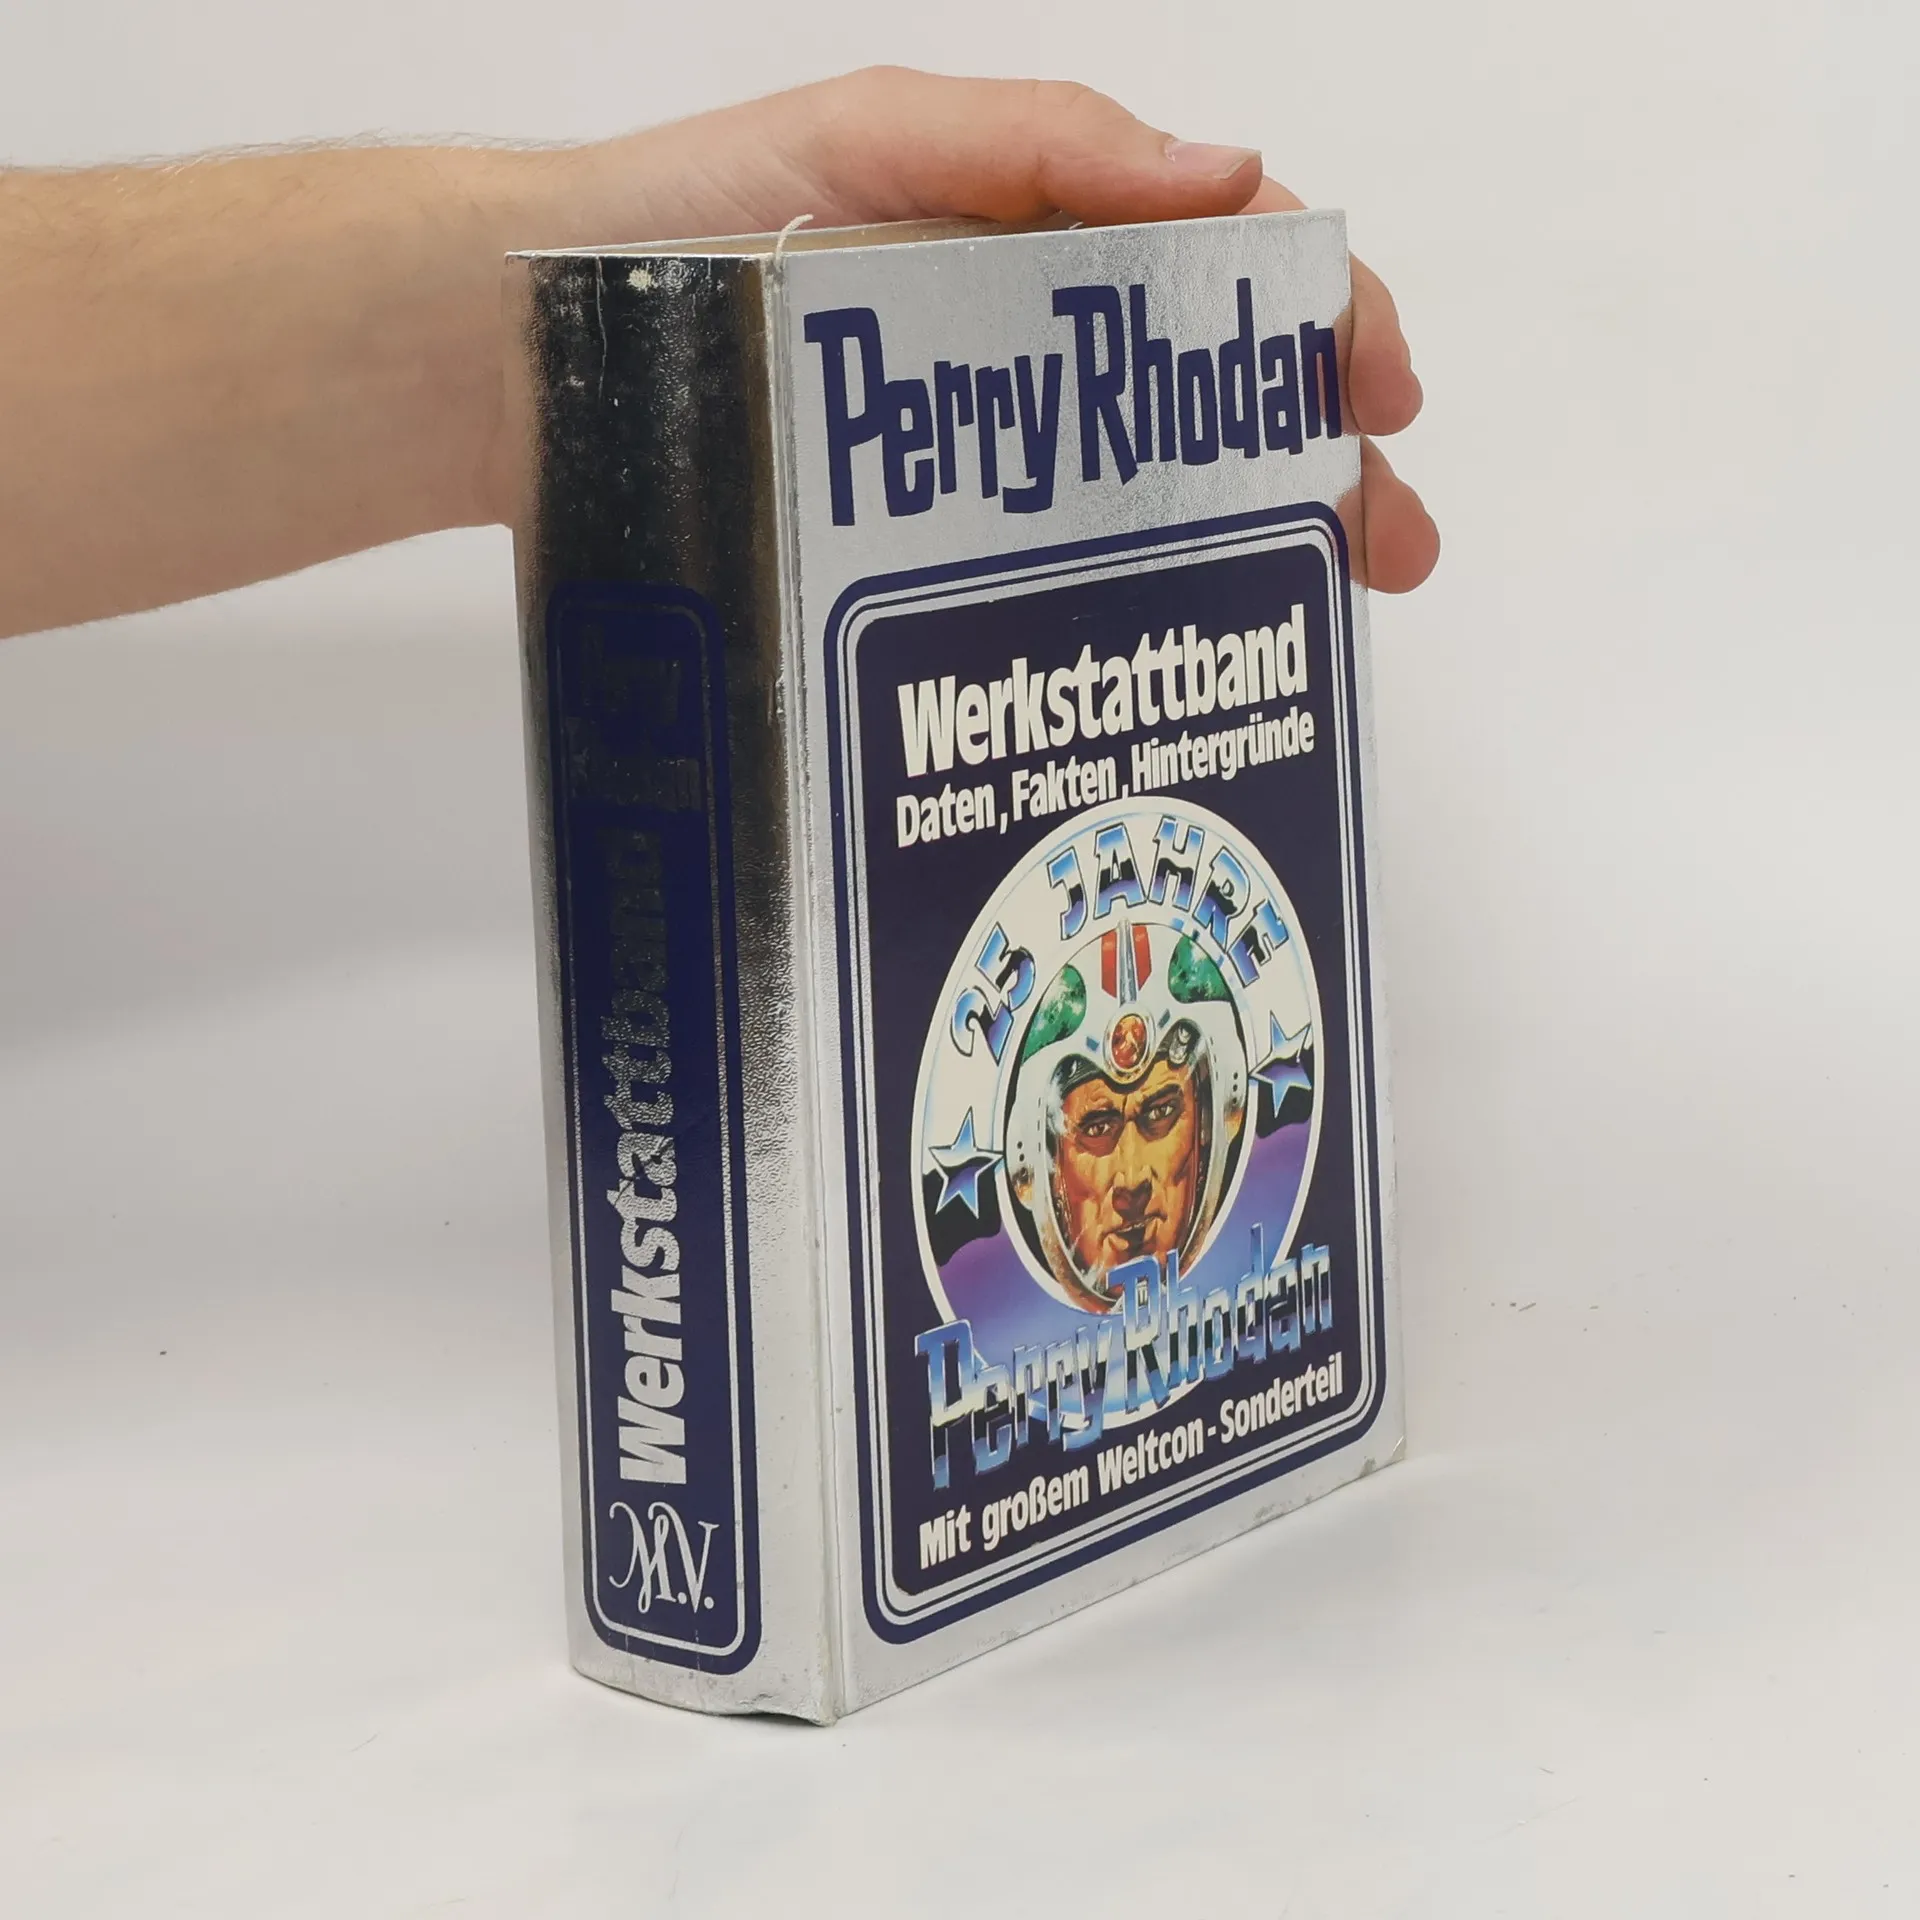 Perry Rhodan
Werkstattband
Daten, Fakten, Hintergründe
25 JAHRE
Perry Rhodan
Mit großem Weltcon-Sonderteil
Werkstattband
M.V.